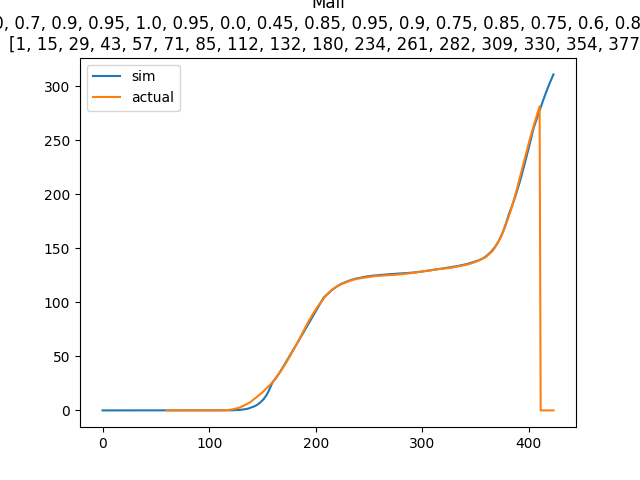 0, 0.7, 0.9, 0.95, 1.0, 0.95, 0.0, 0.45, 0.85, 0.95, 0.9, 0.75, 0.85, 0.75, 0.6, 0.8
[1, 15, 29, 43, 57, 71, 85, 112, 132, 180, 234, 261, 282, 309, 330, 354, 377
sim
actual
300
250
200
150
100
50
0
0 100 200 300 400